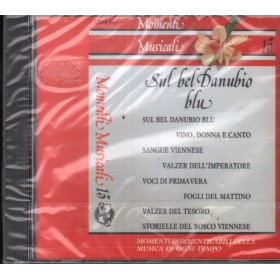 Momenti
Musicali
15
Sul bel Danubio
blu
SUL BEL DANUBIO BLU
VINO, DONNA E CANTO
SANGUE VIENNESE
VALZER DELL'IMPERATORE
VOCI DI PRIMAVERA
FOGLI DEL MATTINO
VALZER DEL TESORO
STORIELLE DEL BOSCO VIENNESE
MOMENTI INDIMENTICABILI DELLA
MUSICA DI OGNI TEMPO
Momenti Musicali 15